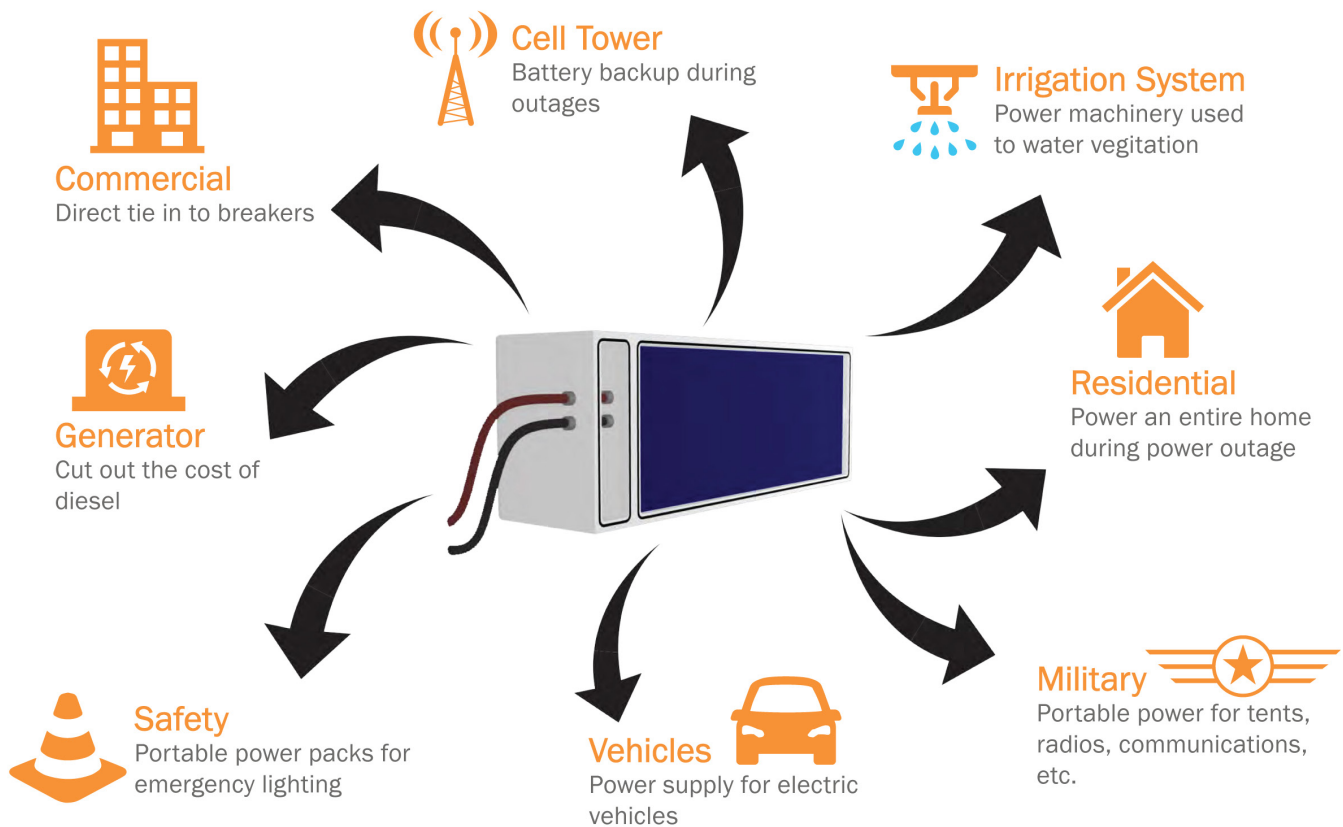 Cell Tower
Battery backup during
outages
Irrigation System
Power machinery used
to water vegitation
Commercial
Direct tie in to breakers
Residential
Power an entire home
during power outage
Generator
Cut out the cost of
diesel
Military
Portable power for tents,
radios, communications,
etc.
Safety
Portable power packs for
emergency lighting
Vehicles
Power supply for electric
vehicles